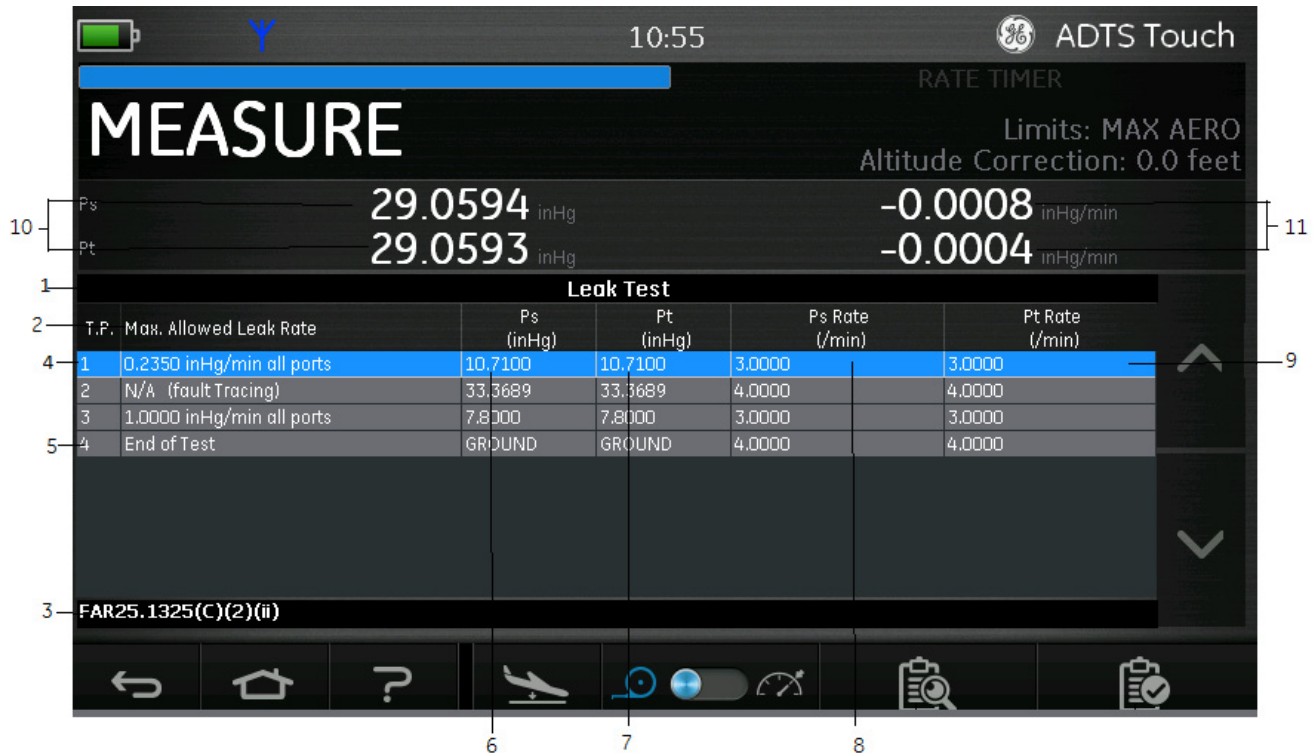 10:55 GE ADTS Touch
RATE TIMER
MEASURE
Limits: MAX AERO
Altitude Correction: 0.0 feet
10 Ps 29.0594 inHg -0.0008 inHg/min 11
Pt 29.0593 inHg -0.0004 inHg/min
1 Leak Test
2 T.P. Max. Allowed Leak Rate Ps (inHg) Pt (inHg) Ps Rate (/min) Pt Rate (/min)
4 1 0.2350 inHg/min all ports 10.7100 10.7100 3.0000 3.0000 9
2 N/A (fault Tracing) 33.3689 33.3689 4.0000 4.0000
3 1.0000 inHg/min all ports 7.8000 7.8000 3.0000 3.0000
5 4 End of Test GROUND GROUND 4.0000 4.0000
3 FAR25.1325(C)(2)(ii)
?
6 7 8